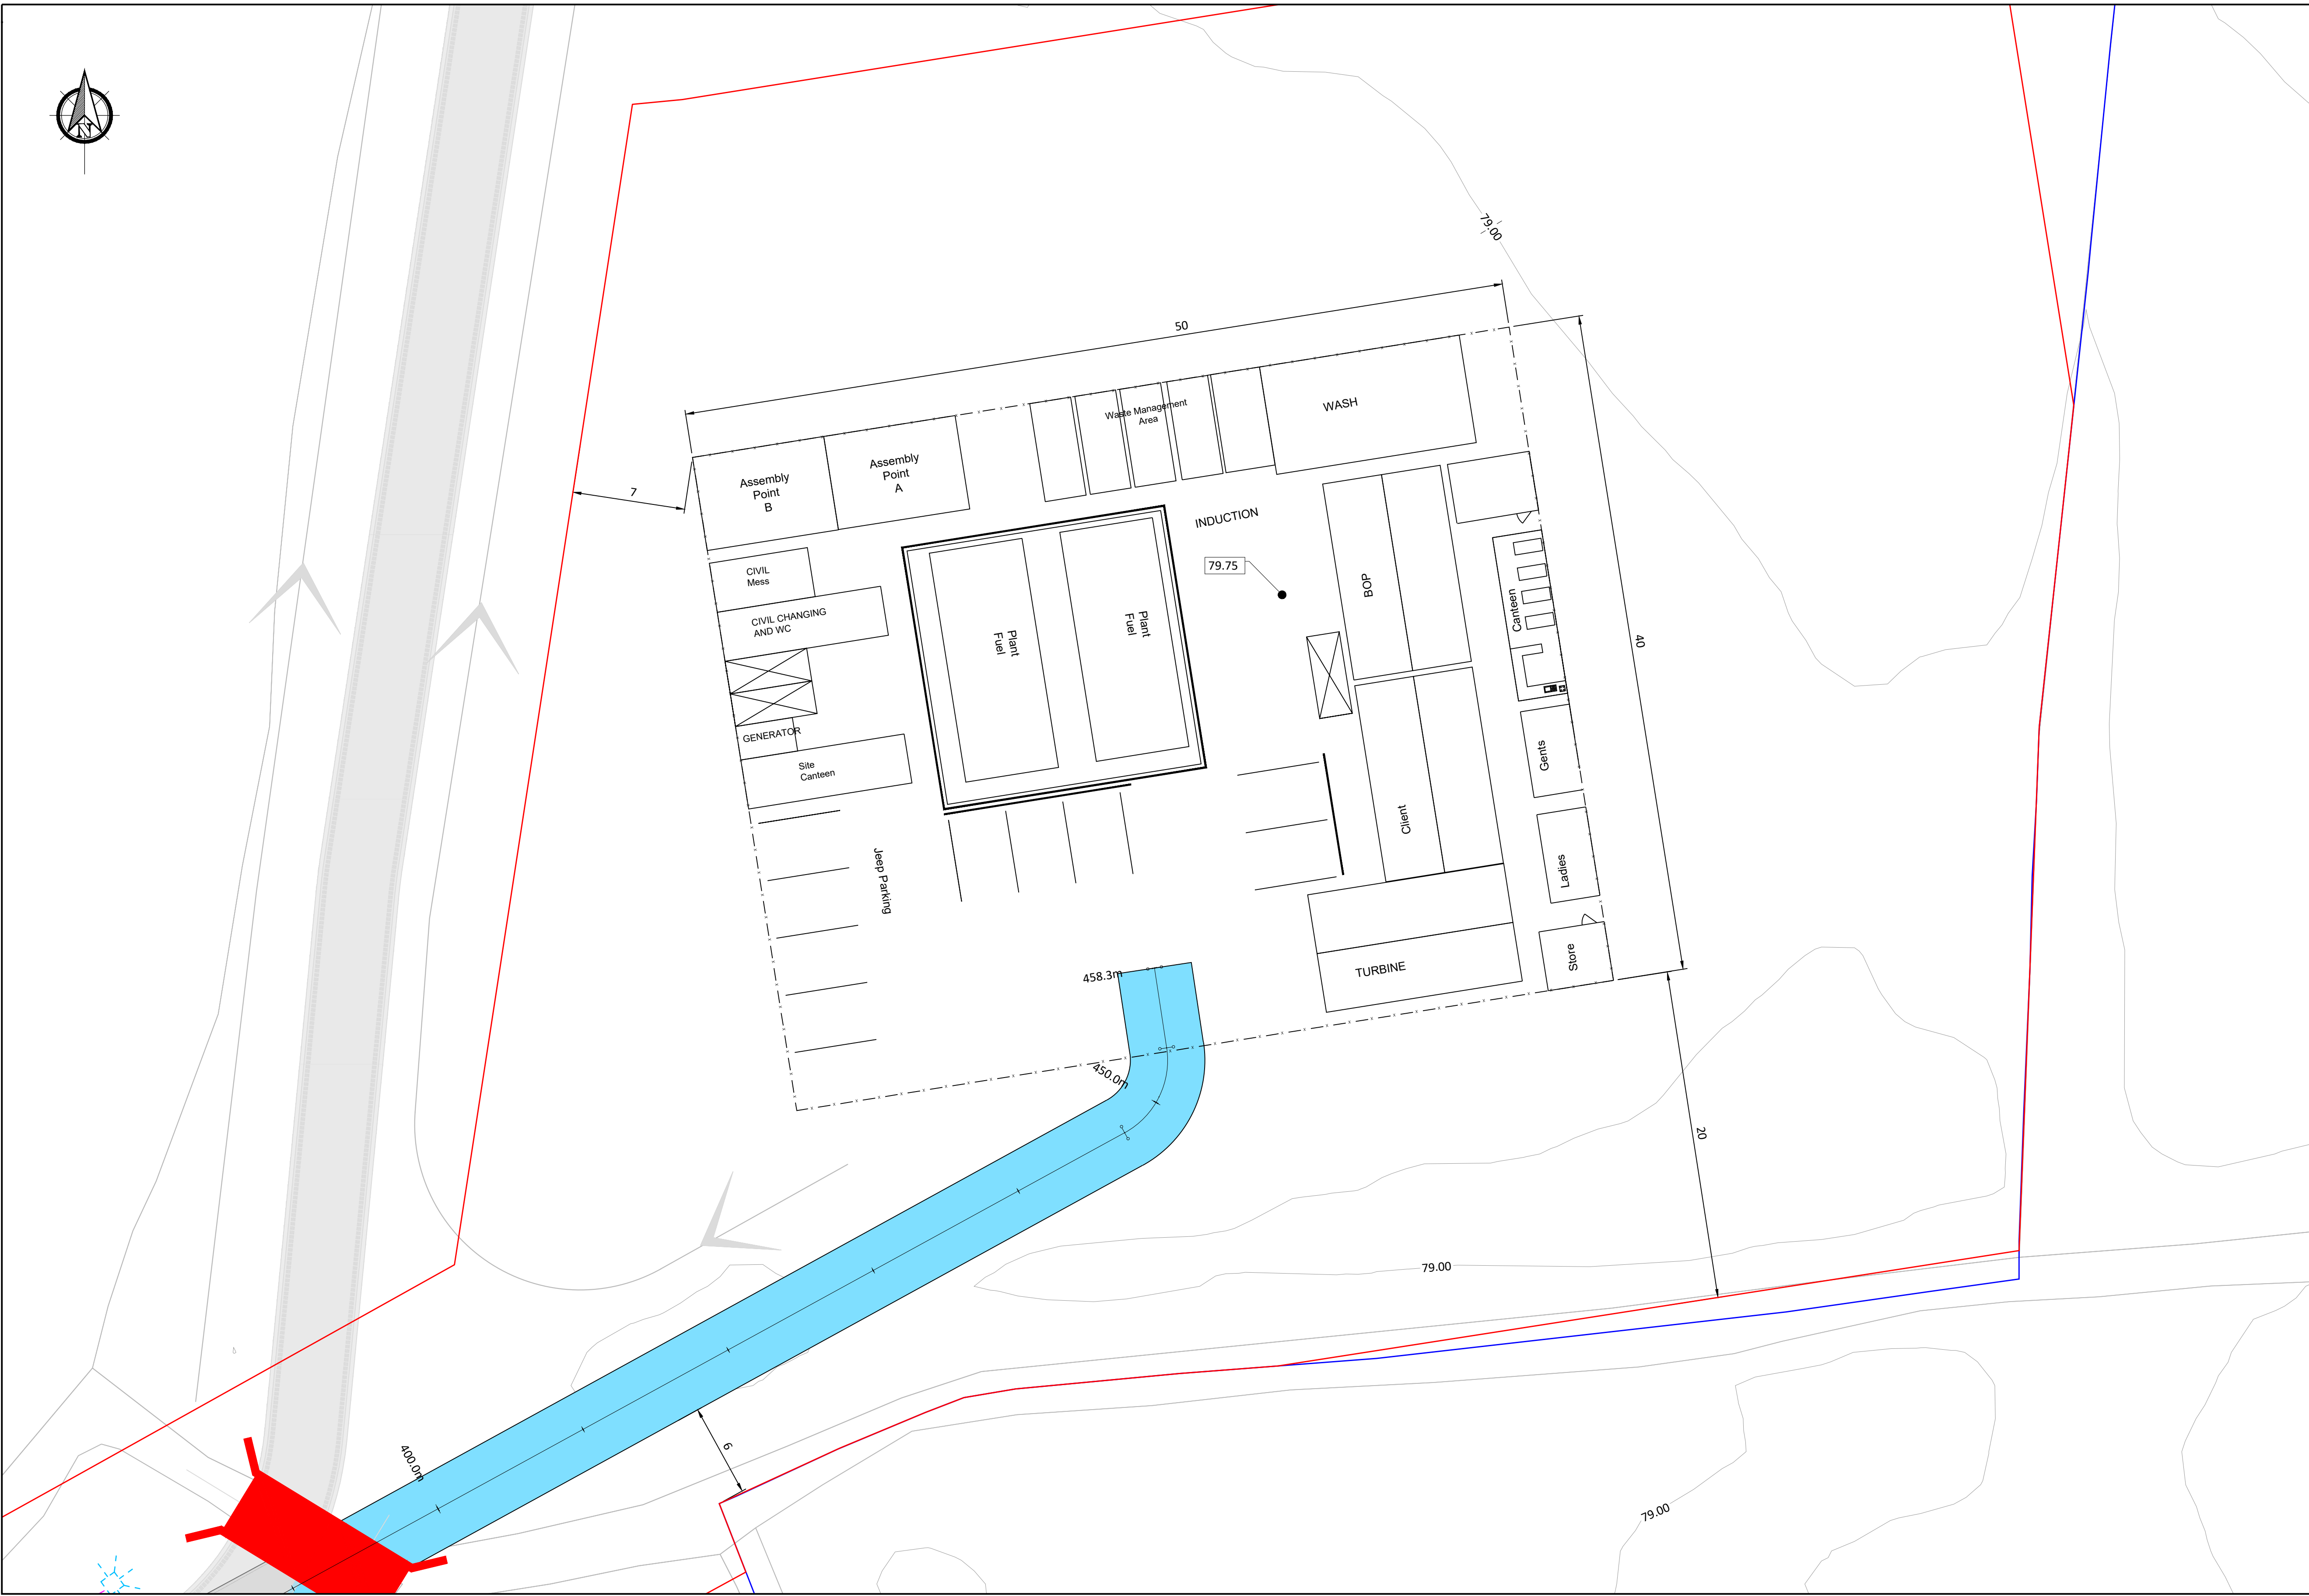 N
79.00
50
Waste Management
Area
WASH
Assembly
Point
B
Assembly
Point
A
7
INDUCTION
79.75
CIVIL
Mess
CIVIL CHANGING
AND WC
GENERATOR
Site
Canteen
Plant
Fuel
Plant
Fuel
BOP
Canteen
40
Gents
Client
Ladies
Jeep Parking
Store
TURBINE
458.3m
450.0m
20
79.00
6
400.0m
79.00